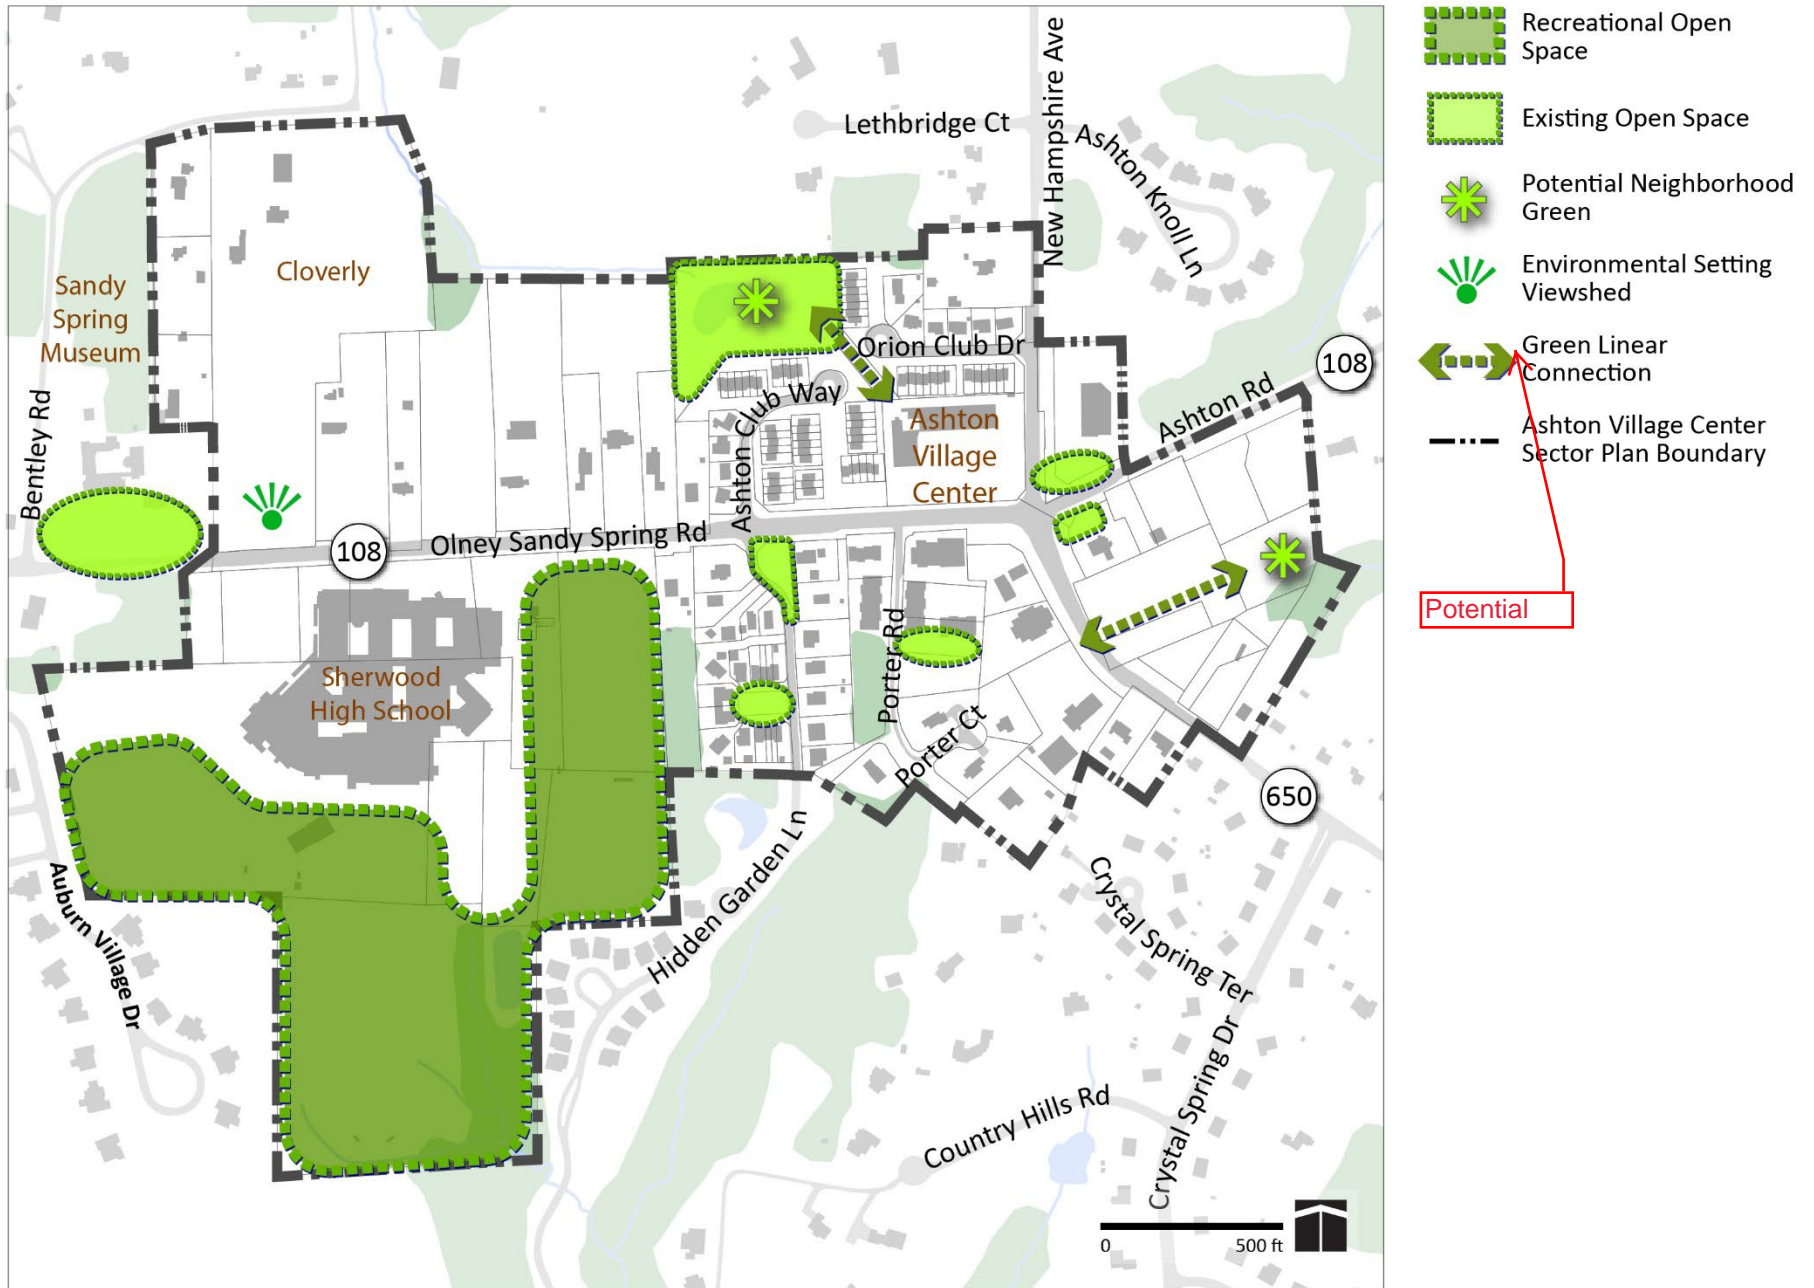 New Hampshire Ave
Lethbridge Ct
Ashton Knoll Ln
Sandy
Spring
Museum
Cloverly
108
Orion Club Dr
Ashton Rd
Ashton Club Way
Ashton
Village
Center
Bentley Rd
108
Olney Sandy Spring Rd
Sherwood
High School
Porter Rd
Porter Ct
650
Hidden Garden Ln
Auburn Village Dr
Crystal Spring Ter
Crystal Spring Dr
Country Hills Rd
0 500 ft
Recreational Open
Space
Existing Open Space
Potential Neighborhood
Green
Environmental Setting
Viewshed
Green Linear
Connection
Ashton Village Center
Sector Plan Boundary
Potential